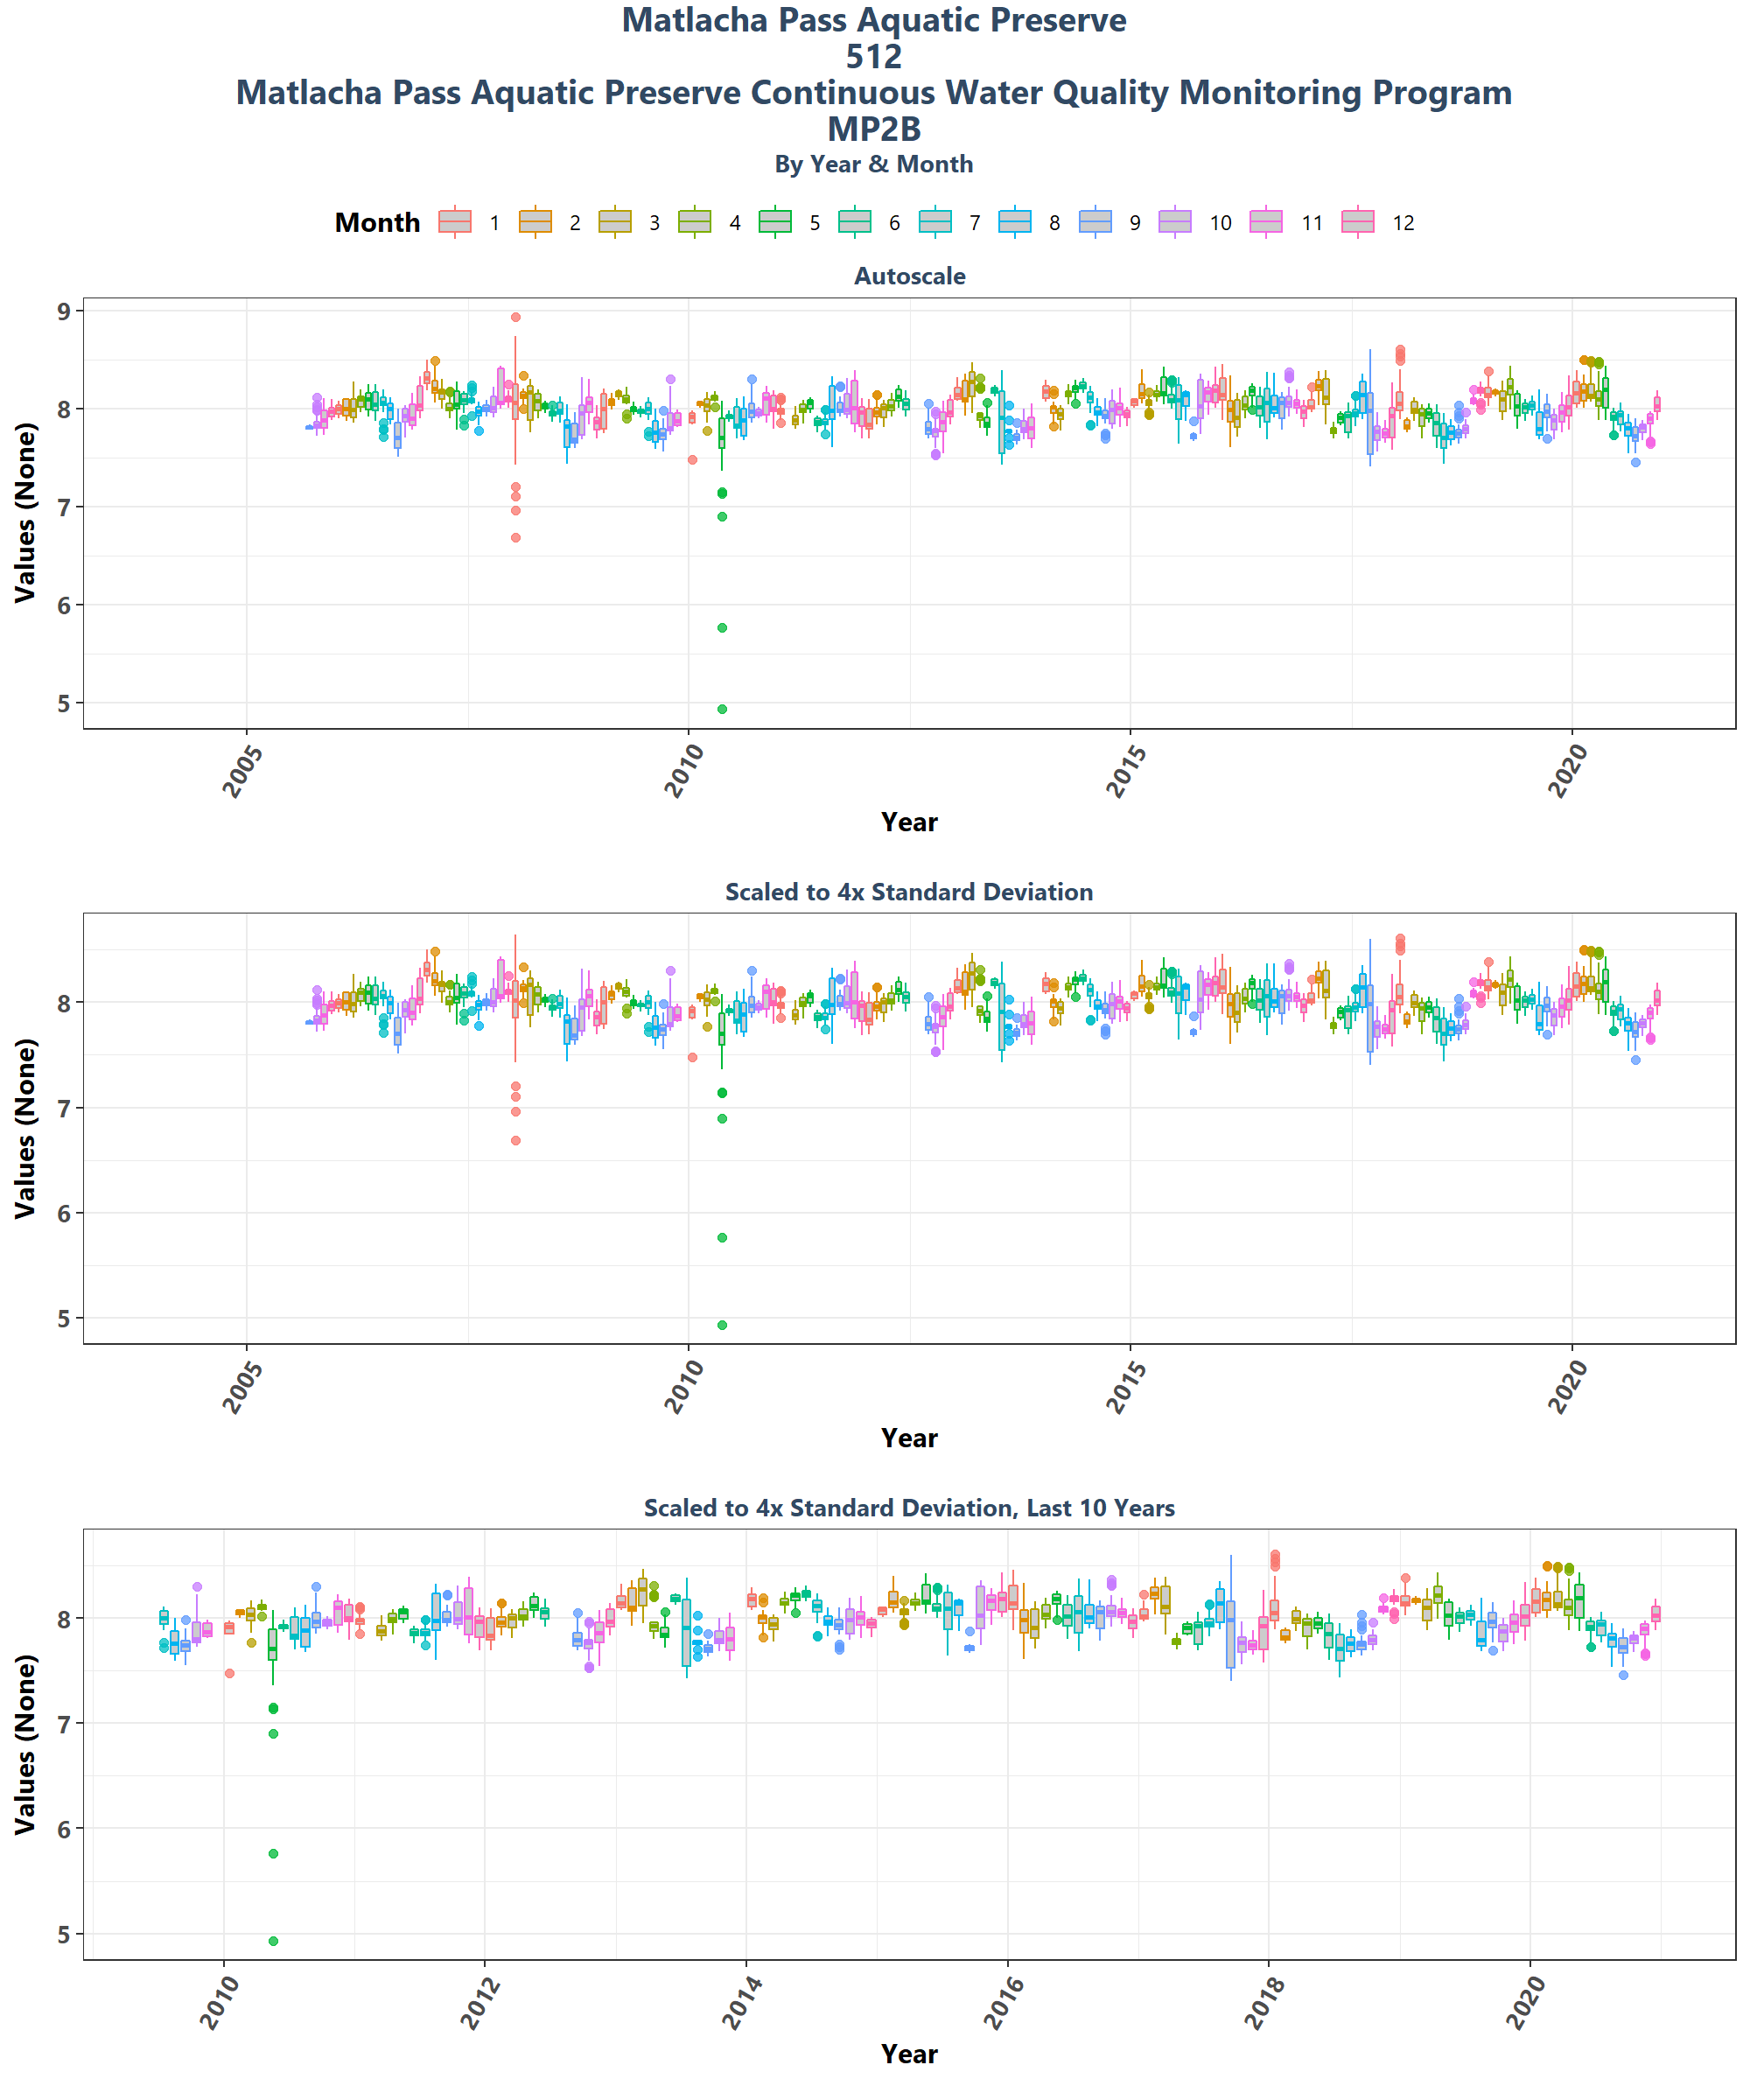 Matlacha Pass Aquatic Preserve
512
Matlacha Pass Aquatic Preserve Continuous Water Quality Monitoring Program
MP2B
By Year & Month
Month 1 2 3 4 5 6 7 8 9 10 11 12
Autoscale
9
8
7
6
5
Values (None)
2005 2010 2015 2020
Year
Scaled to 4x Standard Deviation
8
7
6
5
Values (None)
2005 2010 2015 2020
Year
Scaled to 4x Standard Deviation, Last 10 Years
8
7
6
5
Values (None)
2010 2012 2014 2016 2018 2020
Year